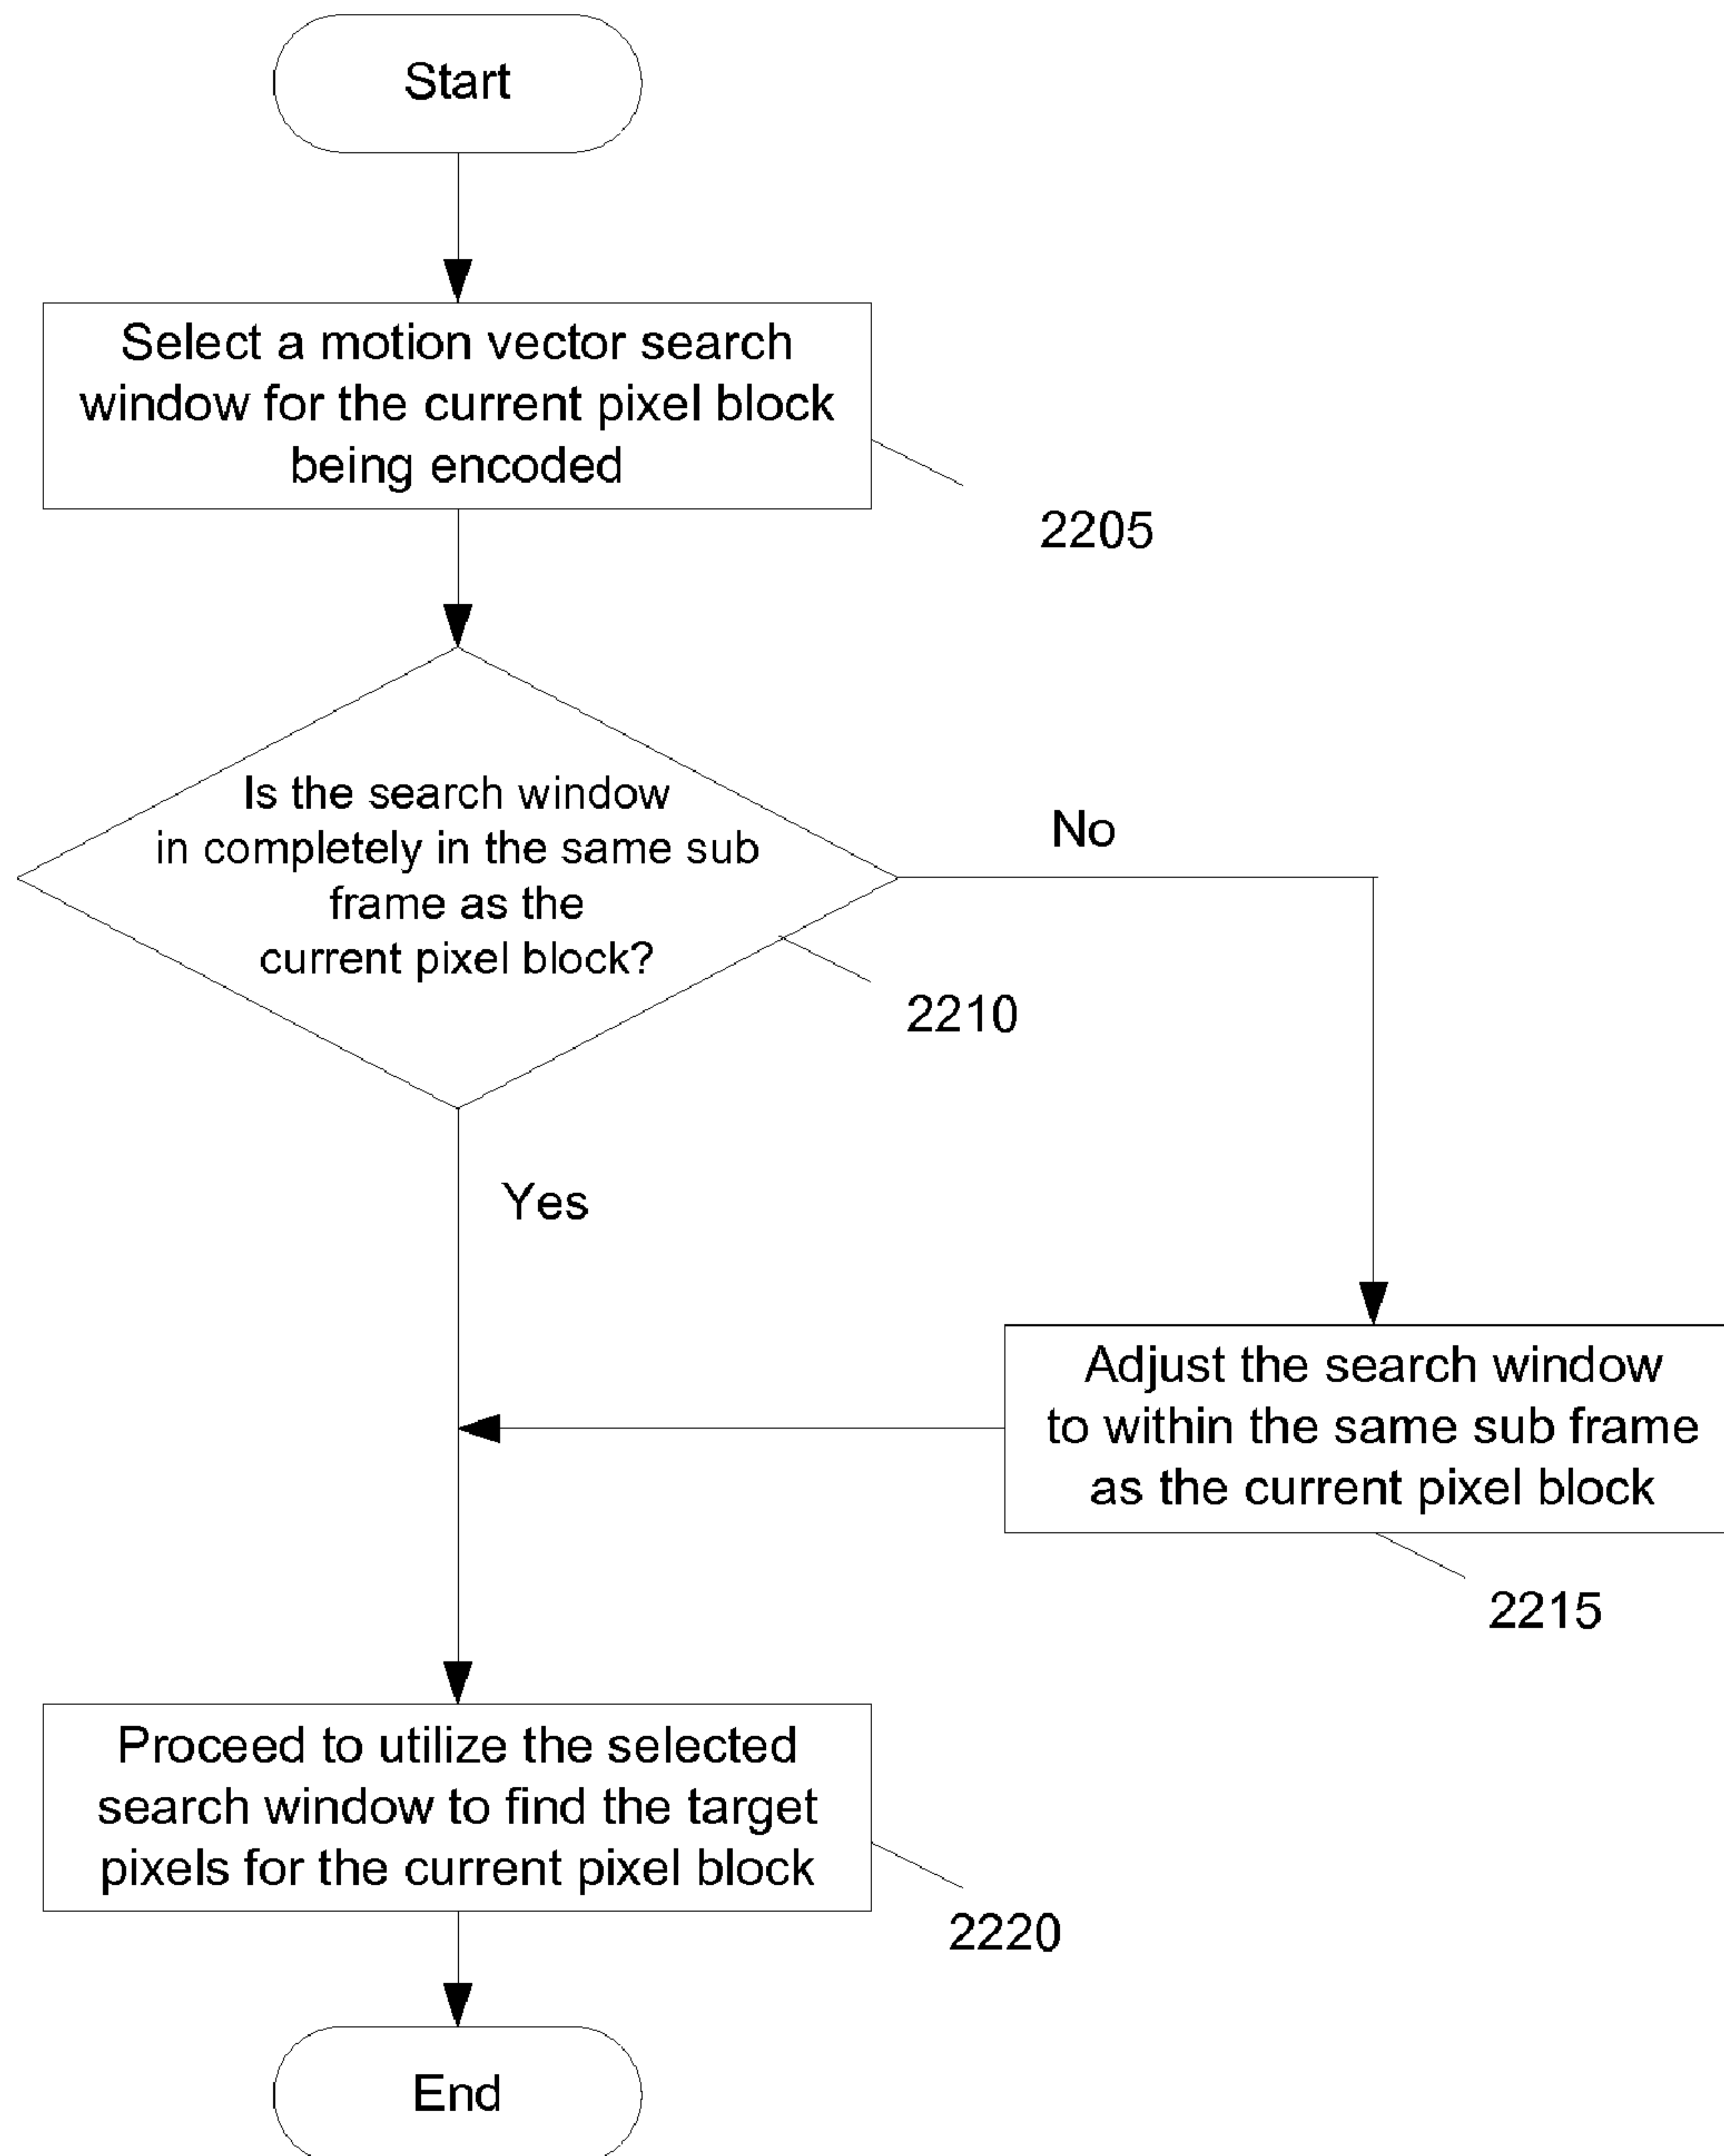 Start
Select a motion vector search
window for the current pixel block
being encoded
2205
Is the search window
in completely in the same sub
frame as the
current pixel block?
No
2210
Yes
Adjust the search window
to within the same sub frame
as the current pixel block
2215
Proceed to utilize the selected
search window to find the target
pixels for the current pixel block
2220
End